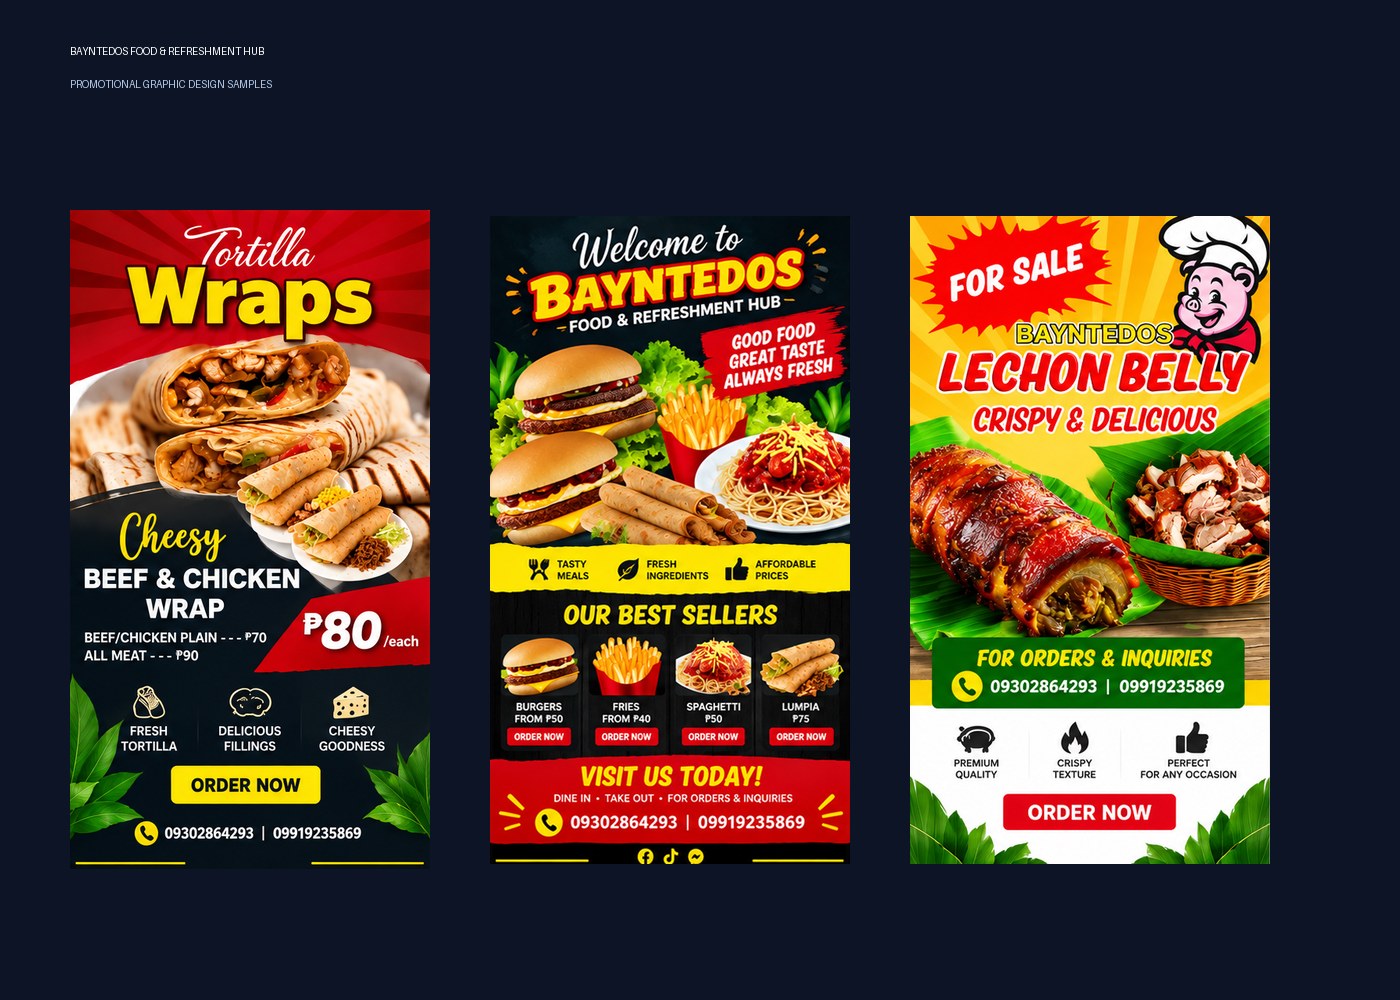 BAYNTEDOS FOOD & REFRESHMENT HUB
PROMOTIONAL GRAPHIC DESIGN SAMPLES
Tortilla
Wraps
Cheesy
BEEF & CHICKEN
WRAP
BEEF/CHICKEN PLAIN - - - ₱70
ALL MEAT - - - ₱90
₱80/each
FRESH
TORTILLA
DELICIOUS
FILLINGS
CHEESY
GOODNESS
ORDER NOW
09302864293 | 09919235869
Welcome to
BAYNTEDOS
FOOD & REFRESHMENT HUB
GOOD FOOD
GREAT TASTE
ALWAYS FRESH
TASTY
MEALS
FRESH
INGREDIENTS
AFFORDABLE
PRICES
OUR BEST SELLERS
BURGERS
FROM ₱50
ORDER NOW
FRIES
FROM ₱40
ORDER NOW
SPAGHETTI
₱50
ORDER NOW
LUMPIA
₱75
ORDER NOW
VISIT US TODAY!
DINE IN • TAKE OUT • FOR ORDERS & INQUIRIES
09302864293 | 09919235869
FOR SALE
BAYNTEDOS
LECHON BELLY
CRISPY & DELICIOUS
FOR ORDERS & INQUIRIES
09302864293 | 09919235869
PREMIUM
QUALITY
CRISPY
TEXTURE
PERFECT
FOR ANY OCCASION
ORDER NOW